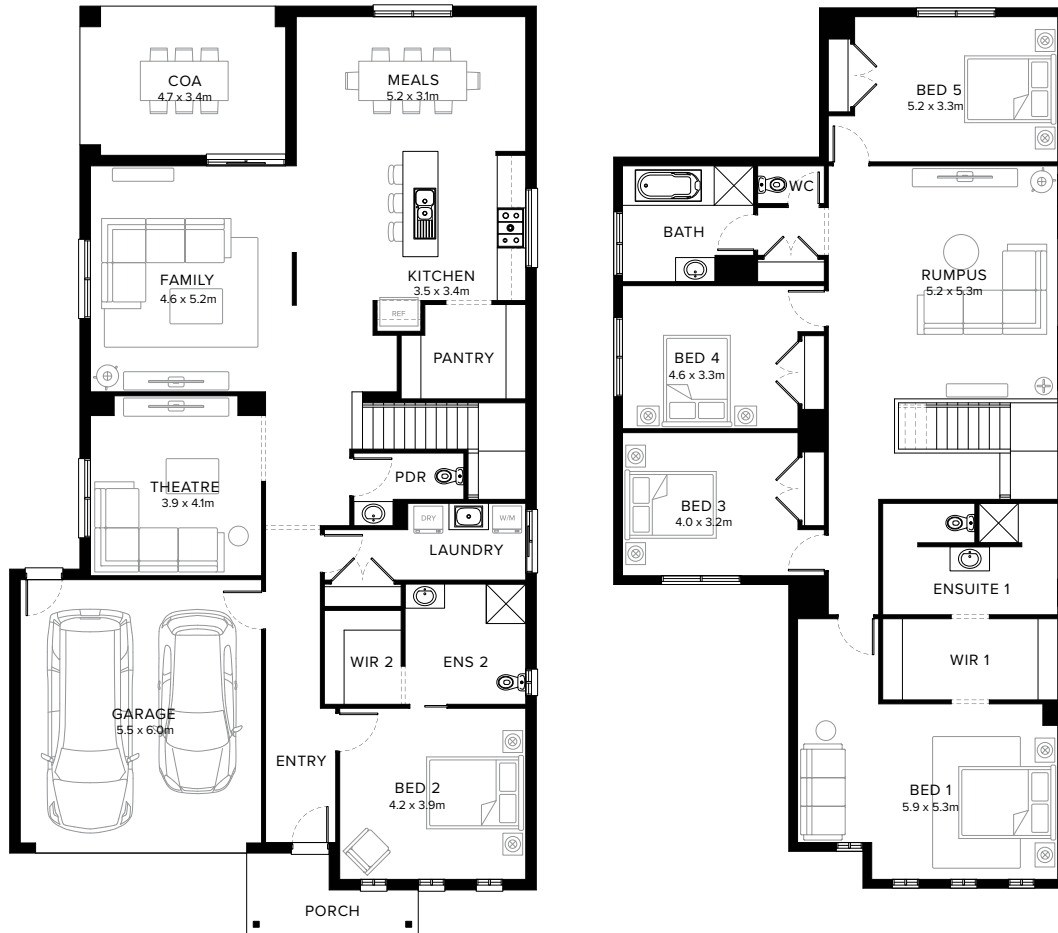 COA
4.7 x 3.4m
MEALS
5.2 x 3.1m
FAMILY
4.6 x 5.2m
KITCHEN
3.5 x 3.4m
REF
PANTRY
THEATRE
3.9 x 4.1m
PDR
DRY
W/M
LAUNDRY
WIR 2
ENS 2
GARAGE
5.5 x 6.0m
ENTRY
BED 2
4.2 x 3.9m
PORCH
BED 5
5.2 x 3.3m
WC
BATH
RUMPUS
5.2 x 5.3m
BED 4
4.6 x 3.3m
BED 3
4.0 x 3.2m
ENSUITE 1
WIR 1
BED 1
5.9 x 5.3m